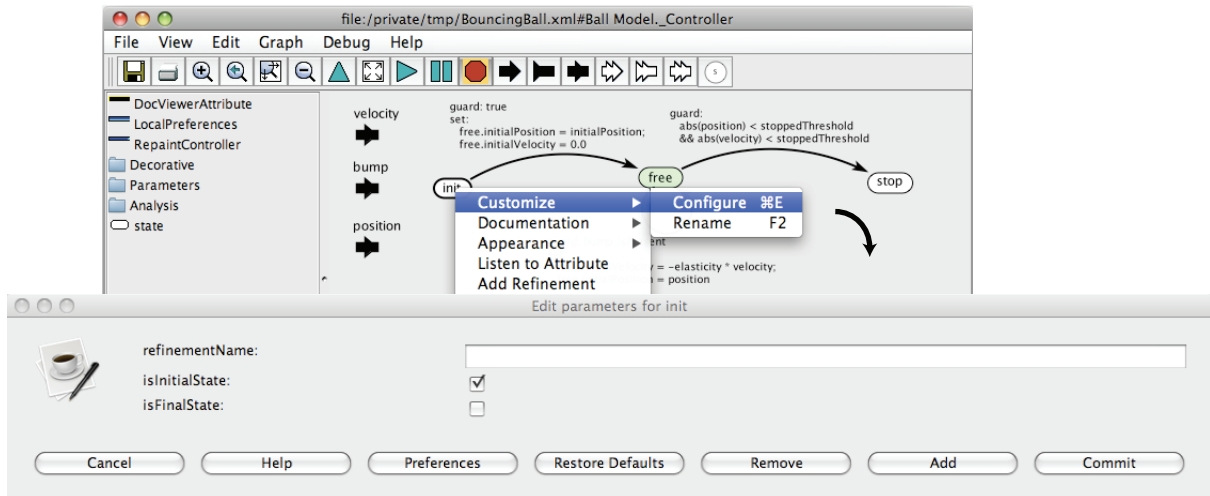 file:/private/tmp/BouncingBall.xml#Ball Model._Controller
File View Edit Graph Debug Help
s
DocViewerAttribute
LocalPreferences
RepaintController
Decorative
Parameters
Analysis
state
velocity
bump
position
guard: true
set:
free.initialPosition = initialPosition;
free.initialVelocity = 0.0
guard:
abs(position) < stoppedThreshold
&& abs(velocity) < stoppedThreshold
init
free
stop
Customize
Documentation
Appearance
Listen to Attribute
Add Refinement
Configure ⌘E
Rename F2
y = -elasticity * velocity;
= position
Edit parameters for init
refinementName:
isInitialState:
isFinalState:
Cancel Help Preferences Restore Defaults Remove Add Commit